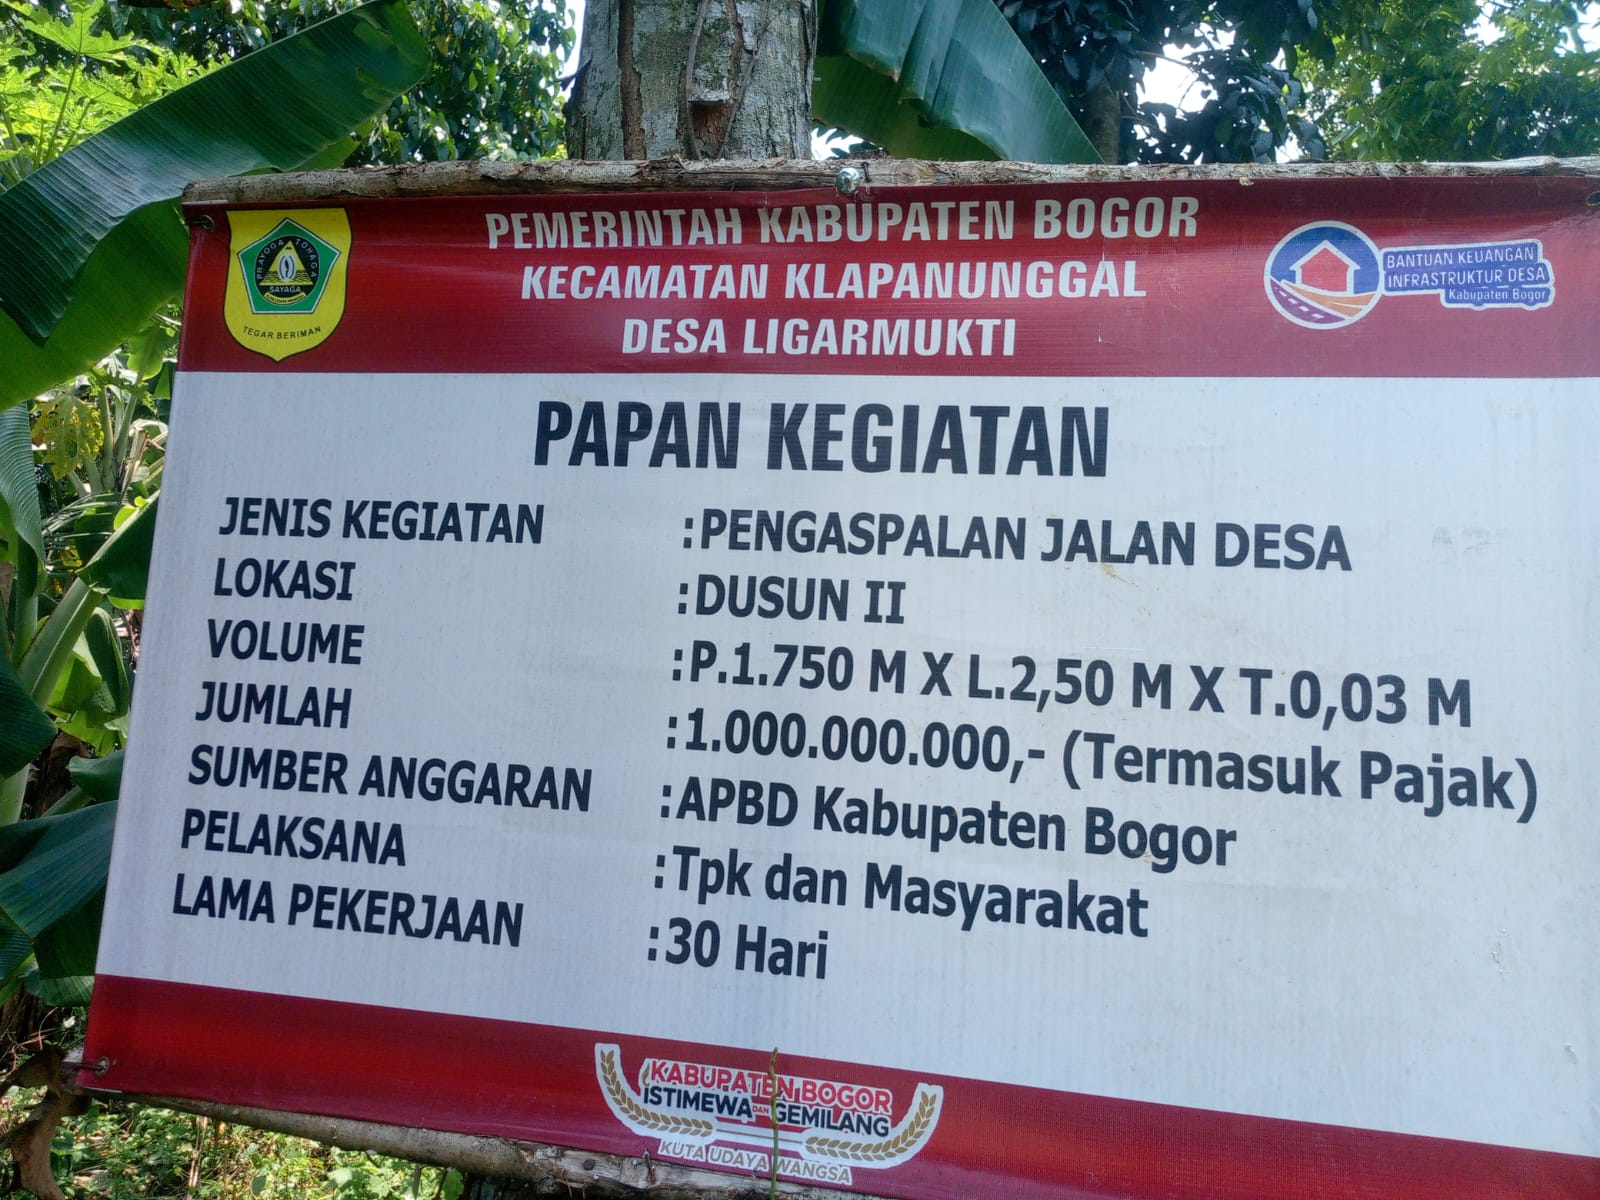 PEMERINTAH KABUPATEN BOGOR
KECAMATAN KLAPANUNGGAL
DESA LIGARMUKTI
PRAYOGA TOHAGA
SAYAGA
TEGAR BERIMAN
BANTUAN KEUANGAN
INFRASTRUKTUR DESA
Kabupaten Bogor
PAPAN KEGIATAN
JENIS KEGIATAN :PENGASPALAN JALAN DESA
LOKASI :DUSUN II
VOLUME :P.1.750 M X L.2,50 M X T.0,03 M
JUMLAH :1.000.000.000,- (Termasuk Pajak)
SUMBER ANGGARAN :APBD Kabupaten Bogor
PELAKSANA :Tpk dan Masyarakat
LAMA PEKERJAAN :30 Hari
KABUPATEN BOGOR
ISTIMEWA DAN GEMILANG
KUTA UDAYA WANGSA